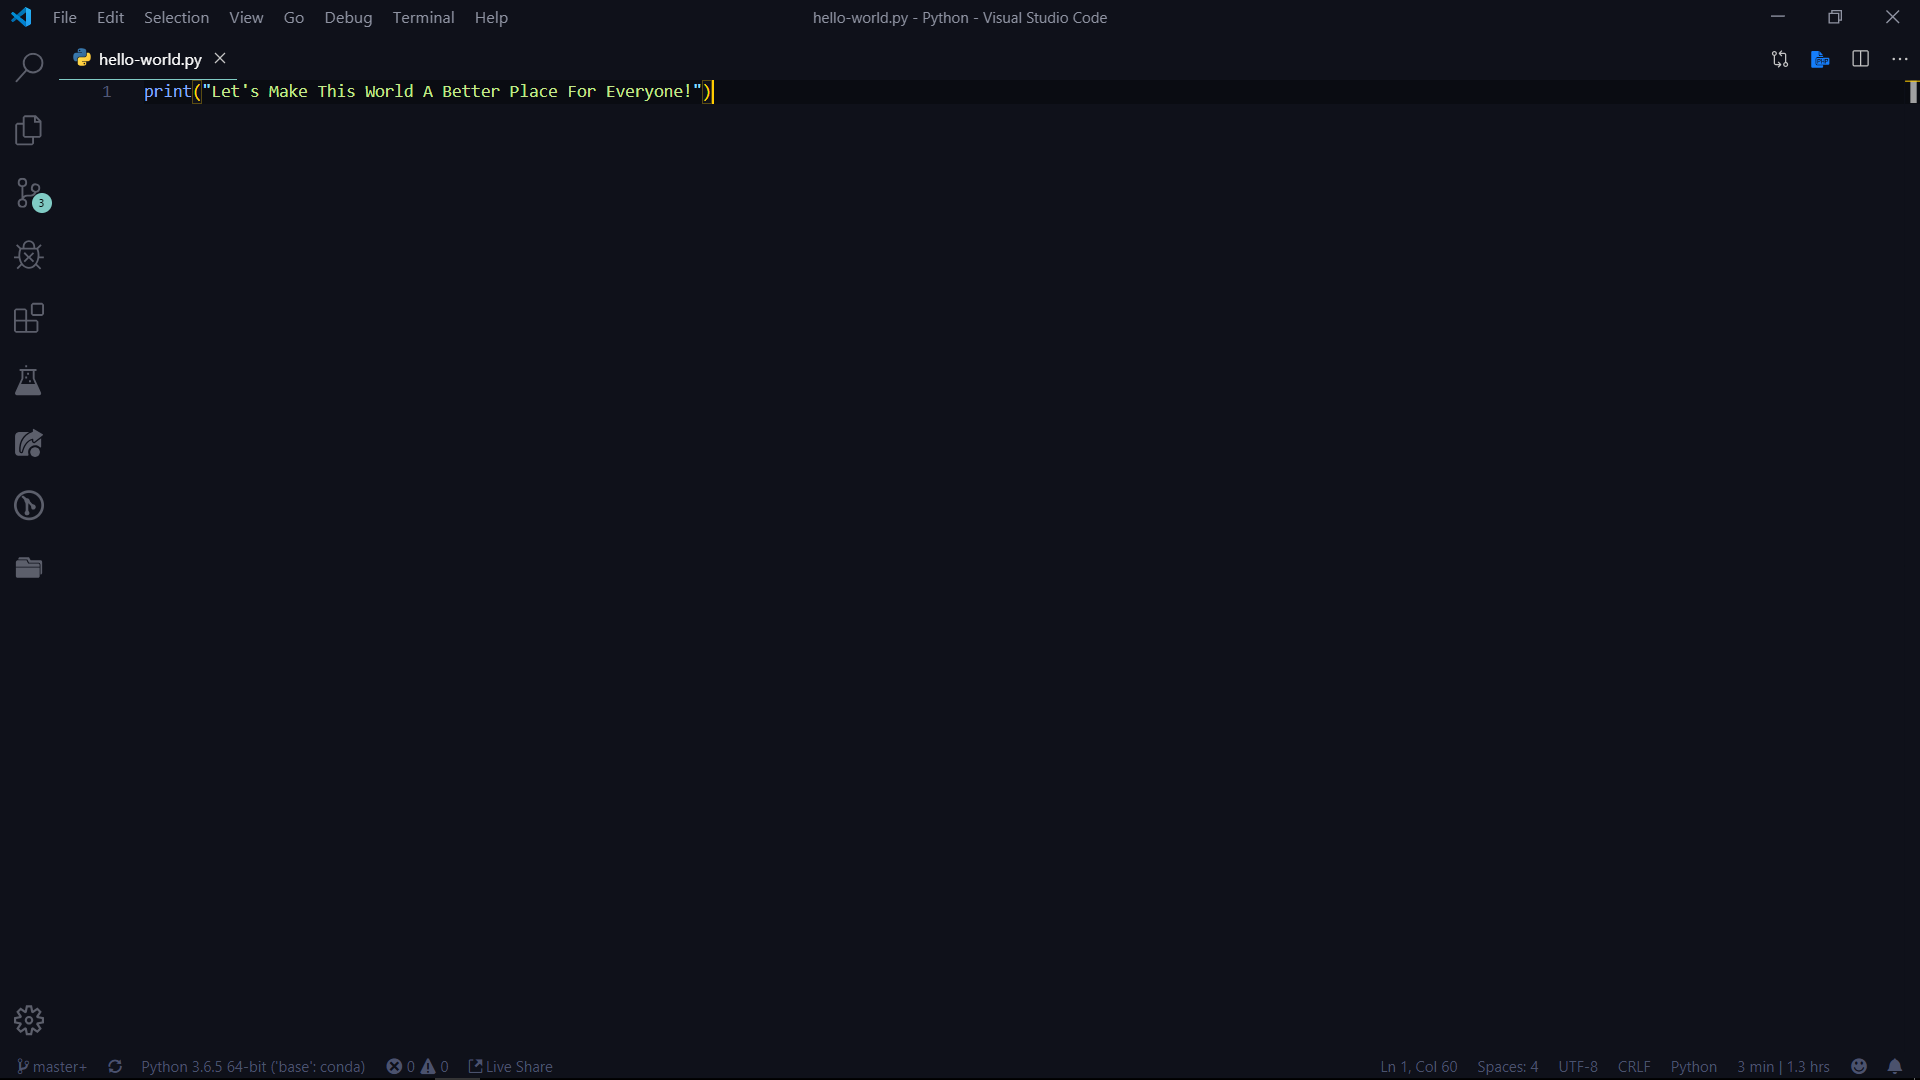 File Edit Selection View Go Debug Terminal Help
hello-world.py - Python - Visual Studio Code
hello-world.py
1 print("Let's Make This World A Better Place For Everyone!")
3
master+ Python 3.6.5 64-bit ('base': conda) 0 0 Live Share
Ln 1, Col 60 Spaces: 4 UTF-8 CRLF Python 3 min | 1.3 hrs